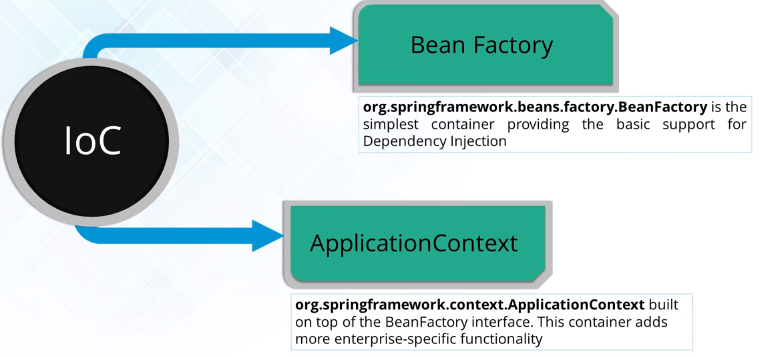 Bean Factory
org.springframework.beans.factory.BeanFactory is the
simplest container providing the basic support for
Dependency Injection
IoC
ApplicationContext
org.springframework.context.ApplicationContext built
on top of the BeanFactory interface. This container adds
more enterprise-specific functionality